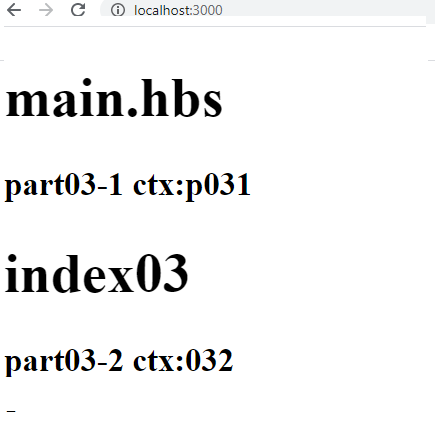 localhost:3000
main.hbs
part03-1 ctx:p031
index03
part03-2 ctx:032
-